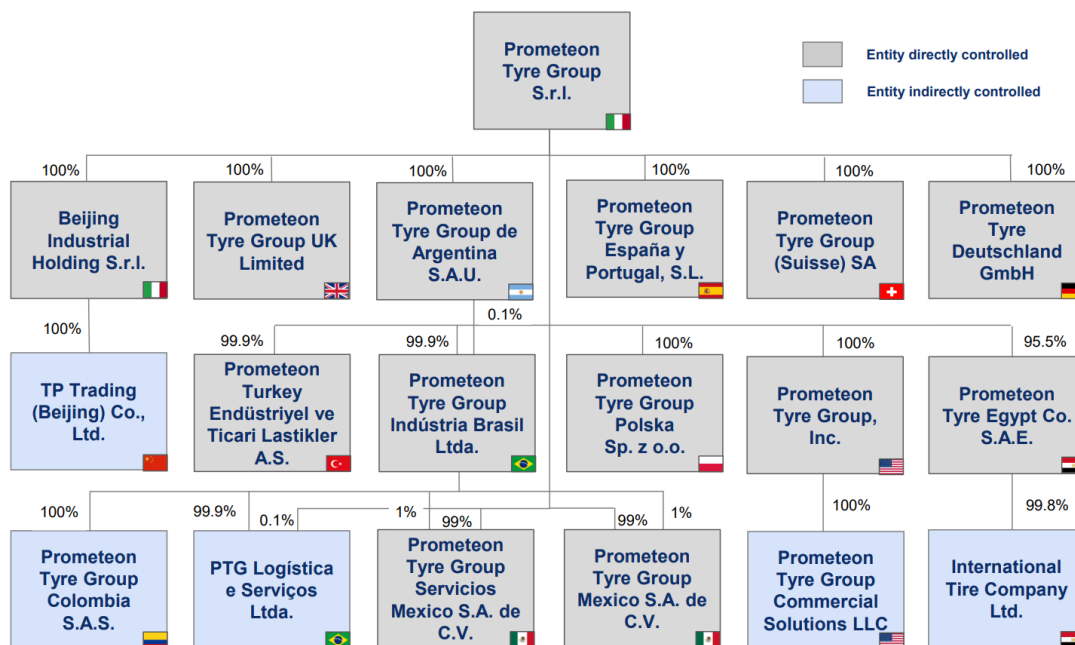 Prometeon
Tyre Group
S.r.l.
Entity directly controlled
Entity indirectly controlled
100%
100%
100%
100%
100%
100%
Beijing
Industrial
Holding S.r.l.
Prometeon
Tyre Group UK
Limited
Prometeon
Tyre Group de
Argentina
S.A.U.
Prometeon
Tyre Group
España y
Portugal, S.L.
Prometeon
Tyre Group
(Suisse) SA
Prometeon
Tyre
Deutschland
GmbH
0.1%
100%
99.9%
99.9%
100%
100%
95.5%
TP Trading
(Beijing) Co.,
Ltd.
Prometeon
Turkey
Endüstriyel ve
Ticari Lastikler
A.S.
Prometeon
Tyre Group
Indústria Brasil
Ltda.
Prometeon
Tyre Group
Polska
Sp. z o.o.
Prometeon
Tyre Group,
Inc.
Prometeon
Tyre Egypt Co.
S.A.E.
100%
99.9%
0.1%
1%
99%
99%
1%
100%
99.8%
Prometeon
Tyre Group
Colombia
S.A.S.
PTG Logística
e Serviços
Ltda.
Prometeon
Tyre Group
Servicios
Mexico S.A. de
C.V.
Prometeon
Tyre Group
Mexico S.A. de
C.V.
Prometeon
Tyre Group
Commercial
Solutions LLC
International
Tire Company
Ltd.